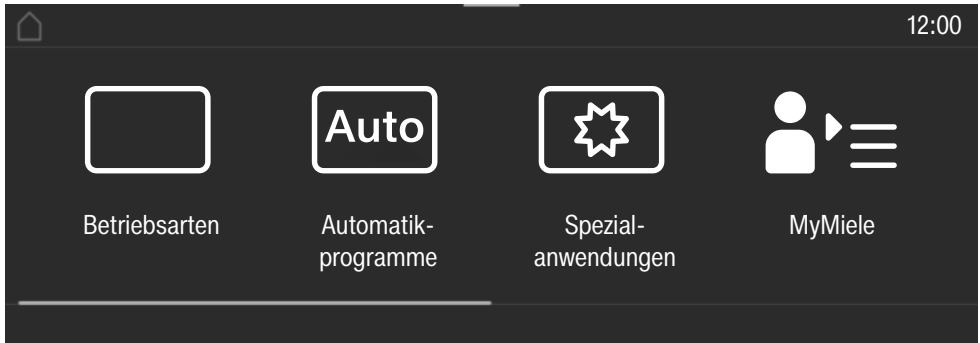 12:00
Auto
Betriebsarten
Automatik-
programme
Spezial-
anwendungen
MyMiele